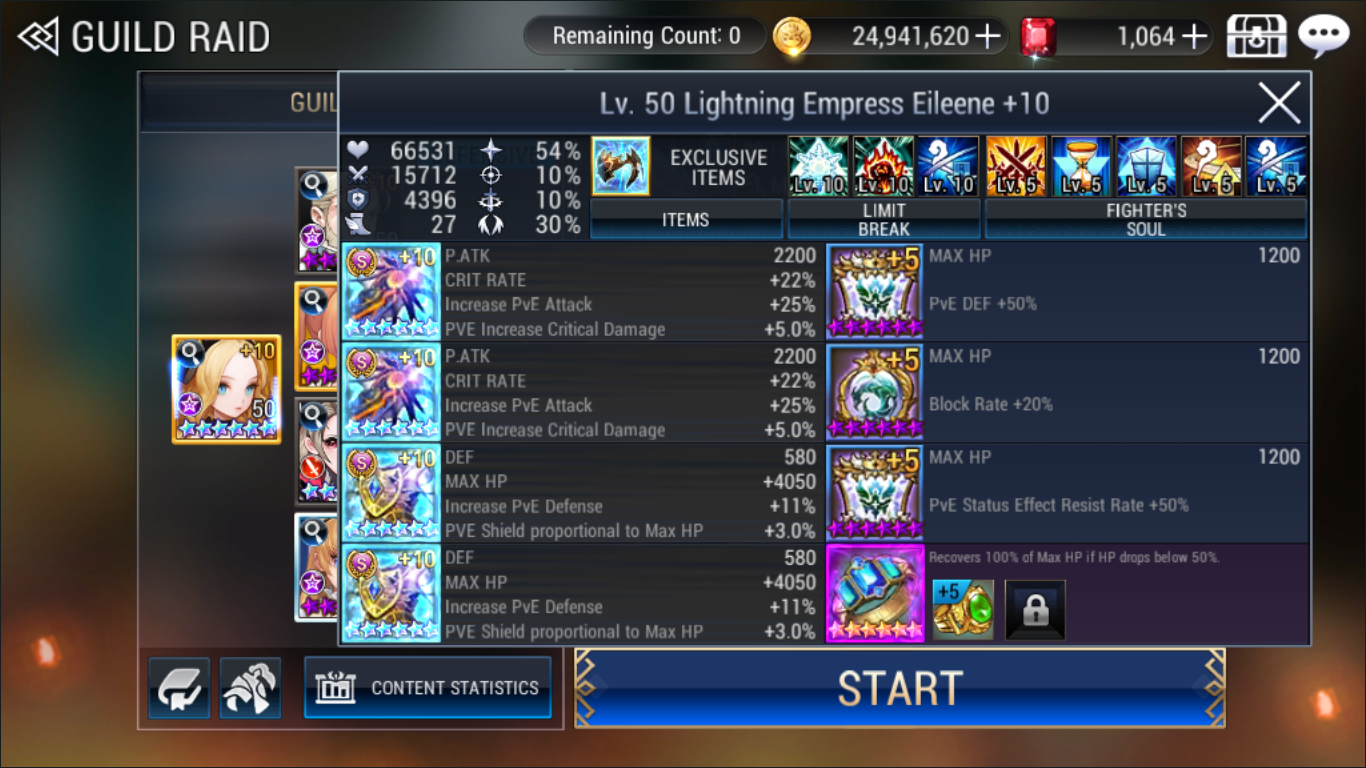 GUILD RAID
Remaining Count: 0
24,941,620
1,064
GUIL
Lv. 50 Lightning Empress Eileene +10
66531 54%
15712 10%
4396 10%
27 30%
EXCLUSIVE
ITEMS
ITEMS
Lv. 10 Lv. 10 Lv. 10
LIMIT
BREAK
Lv. 5 Lv. 5 Lv. 5 Lv. 5 Lv. 5
FIGHTER'S
SOUL
+10
50
S +10
P.ATK 2200
CRIT RATE +22%
Increase PvE Attack +25%
PVE Increase Critical Damage +5.0%
S +10
P.ATK 2200
CRIT RATE +22%
Increase PvE Attack +25%
PVE Increase Critical Damage +5.0%
S +10
DEF 580
MAX HP +4050
Increase PvE Defense +11%
PVE Shield proportional to Max HP +3.0%
S +10
DEF 580
MAX HP +4050
Increase PvE Defense +11%
PVE Shield proportional to Max HP +3.0%
+5
MAX HP 1200
PvE DEF +50%
+5
MAX HP 1200
Block Rate +20%
+5
MAX HP 1200
PvE Status Effect Resist Rate +50%
Recovers 100% of Max HP if HP drops below 50%.
+5
CONTENT STATISTICS
START